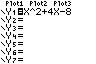 Plot1 Plot2 Plot3
\Y1=X^2+4X-8
\Y2=
\Y3=
\Y4=
\Y5=
\Y6=
\Y7=